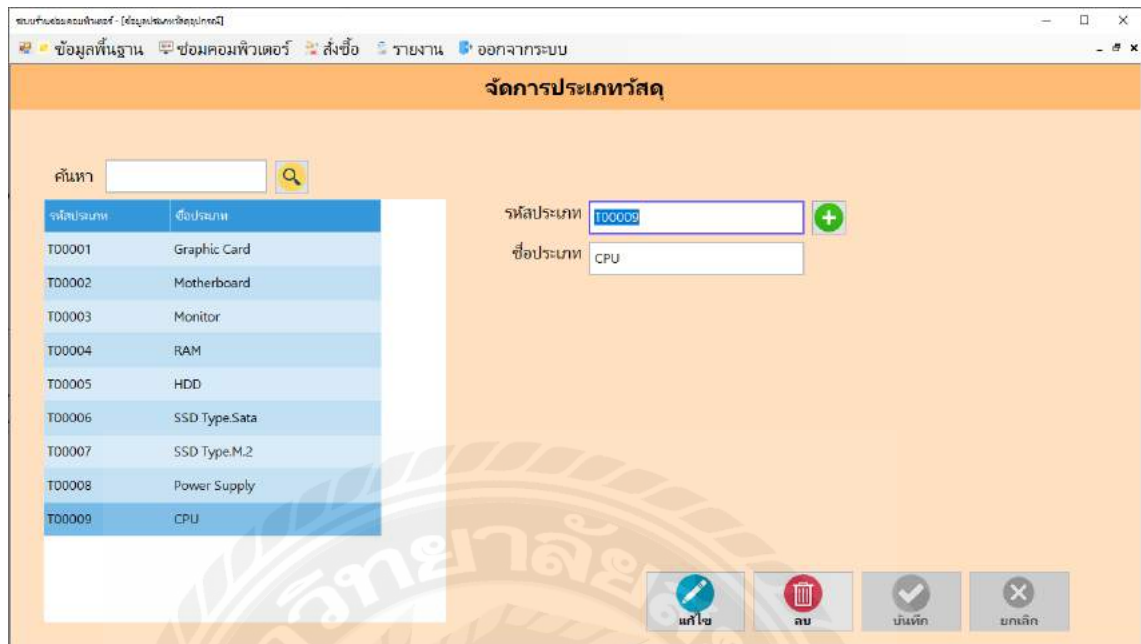 ระบบร้านซ่อมคอมพิวเตอร์ - [ข้อมูลประเภทวัสดุอุปกรณ์]
ข้อมูลพื้นฐาน ซ่อมคอมพิวเตอร์ สั่งซื้อ รายงาน ออกจากระบบ
จัดการประเภทวัสดุ
ค้นหา
รหัสประเภท ชื่อประเภท
T00001 Graphic Card
T00002 Motherboard
T00003 Monitor
T00004 RAM
T00005 HDD
T00006 SSD Type.Sata
T00007 SSD Type.M.2
T00008 Power Supply
T00009 CPU
รหัสประเภท T00009
ชื่อประเภท CPU
แก้ไข ลบ บันทึก ยกเลิก